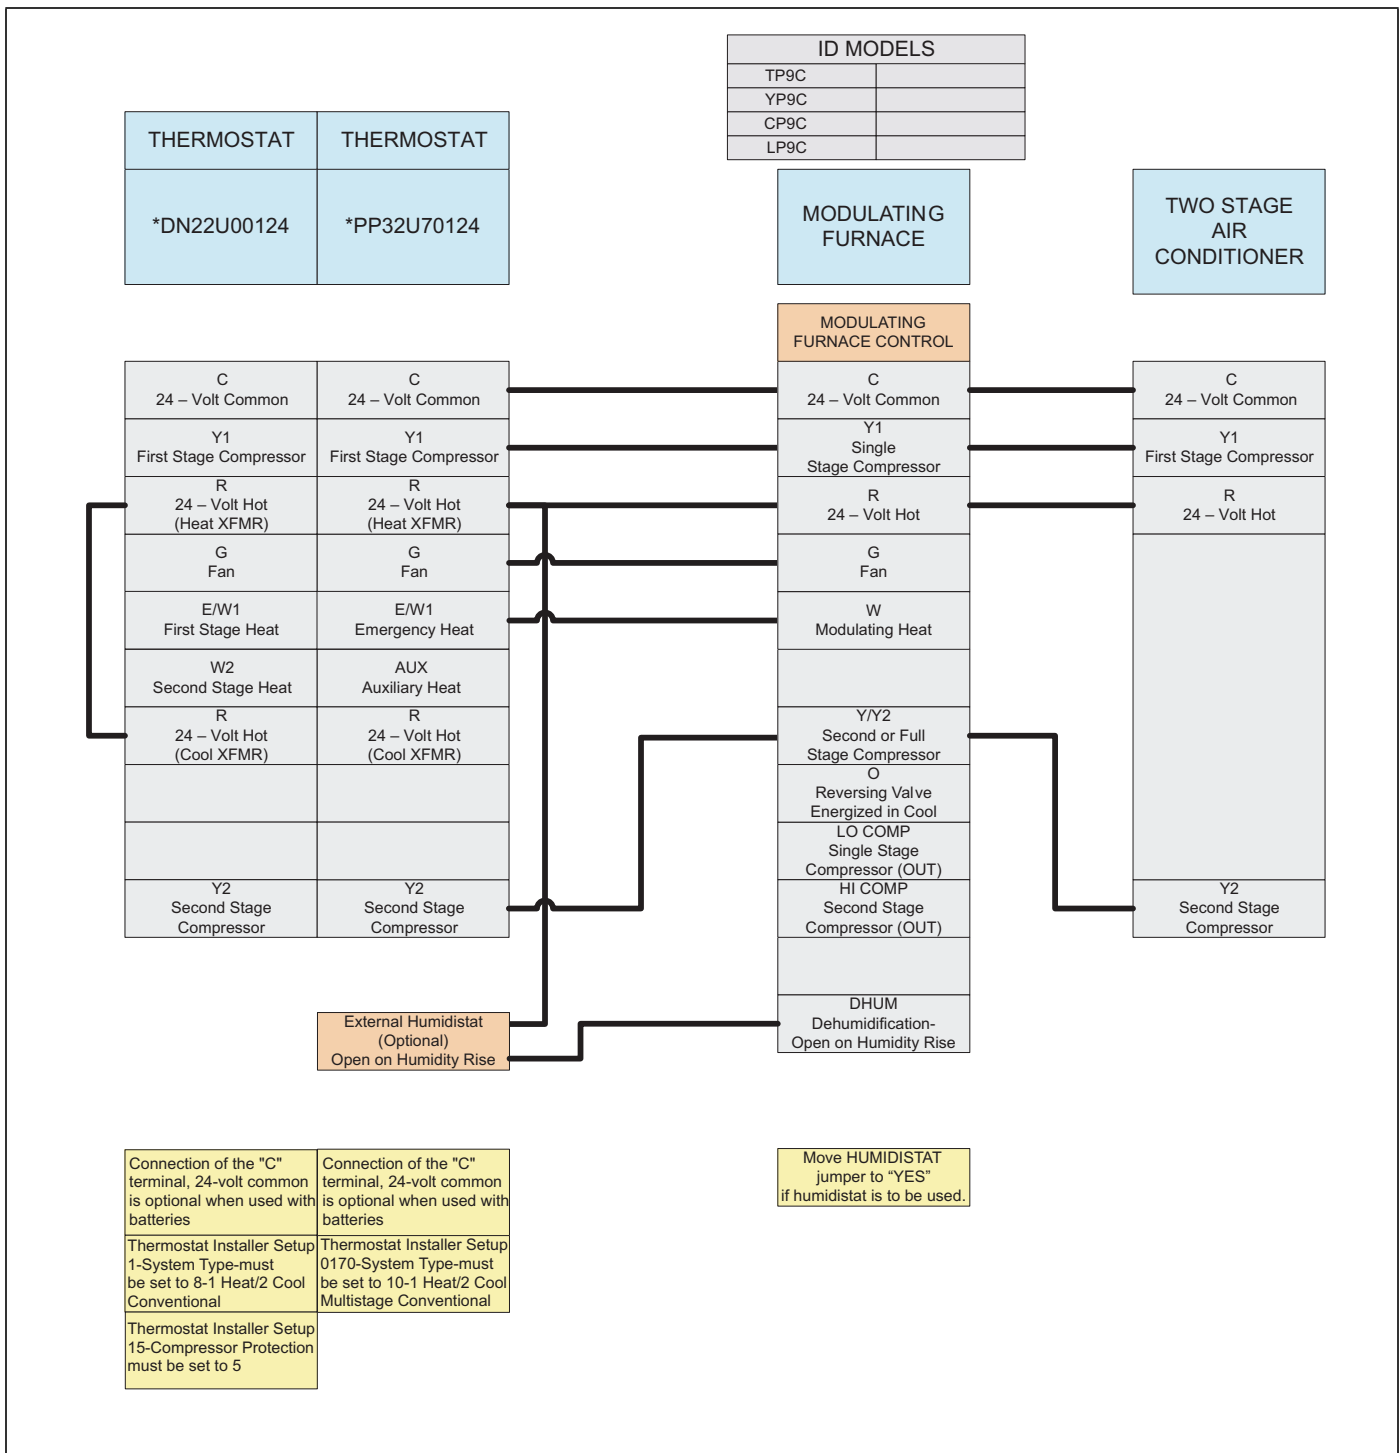 ID MODELS
TP9C
YP9C
CP9C
LP9C
THERMOSTAT
THERMOSTAT
*DN22U00124
*PP32U70124
MODULATING
FURNACE
TWO STAGE
AIR
CONDITIONER
MODULATING
FURNACE CONTROL
C
24 – Volt Common
C
24 – Volt Common
C
24 – Volt Common
C
24 – Volt Common
Y1
First Stage Compressor
Y1
First Stage Compressor
Y1
Single
Stage Compressor
Y1
First Stage Compressor
R
24 – Volt Hot
(Heat XFMR)
R
24 – Volt Hot
(Heat XFMR)
R
24 – Volt Hot
R
24 – Volt Hot
G
Fan
G
Fan
G
Fan
E/W1
First Stage Heat
E/W1
Emergency Heat
W
Modulating Heat
W2
Second Stage Heat
AUX
Auxiliary Heat
R
24 – Volt Hot
(Cool XFMR)
R
24 – Volt Hot
(Cool XFMR)
Y/Y2
Second or Full
Stage Compressor
O
Reversing Valve
Energized in Cool
LO COMP
Single Stage
Compressor (OUT)
Y2
Second Stage
Compressor
Y2
Second Stage
Compressor
HI COMP
Second Stage
Compressor (OUT)
Y2
Second Stage
Compressor
External Humidistat
(Optional)
Open on Humidity Rise
DHUM
Dehumidification-
Open on Humidity Rise
Connection of the "C"
terminal, 24-volt common
is optional when used with
batteries
Connection of the "C"
terminal, 24-volt common
is optional when used with
batteries
Move HUMIDISTAT
jumper to “YES”
if humidistat is to be used.
Thermostat Installer Setup
1-System Type-must
be set to 8-1 Heat/2 Cool
Conventional
Thermostat Installer Setup
0170-System Type-must
be set to 10-1 Heat/2 Cool
Multistage Conventional
Thermostat Installer Setup
15-Compressor Protection
must be set to 5